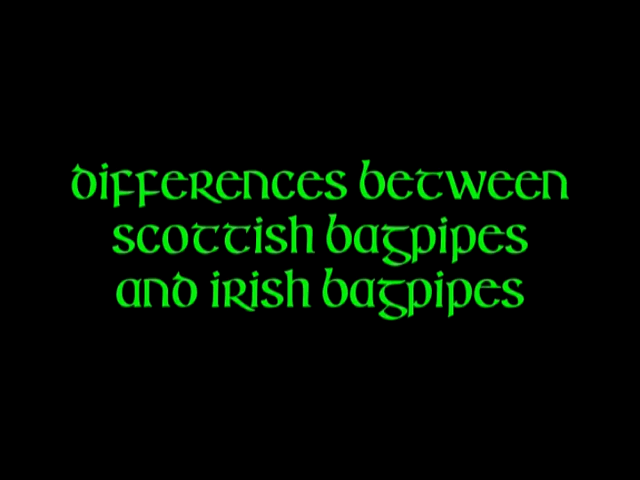 differences between
scottish bagpipes
and irish bagpipes